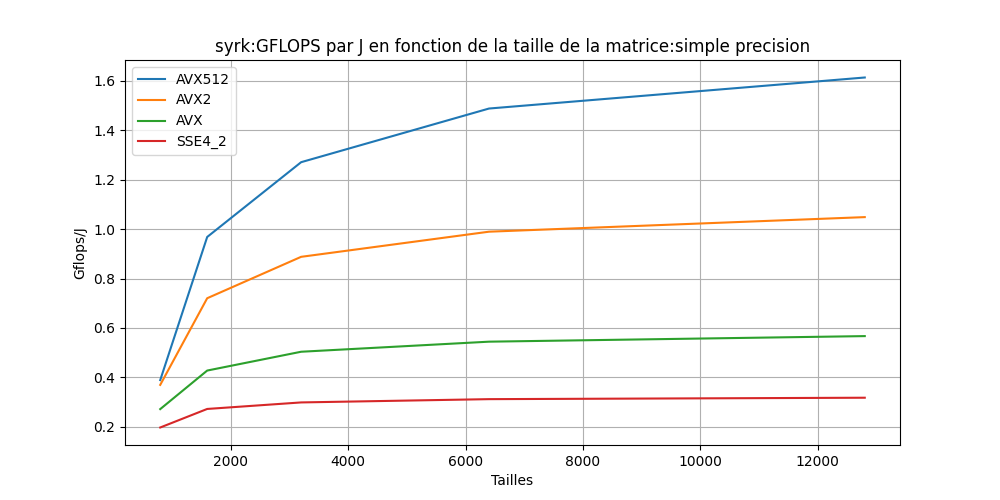 syrk:GFLOPS par J en fonction de la taille de la matrice:simple precision
AVX512
AVX2
AVX
SSE4_2
1.6
1.4
1.2
1.0
0.8
0.6
0.4
0.2
Gflops/J
2000 4000 6000 8000 10000 12000
Tailles